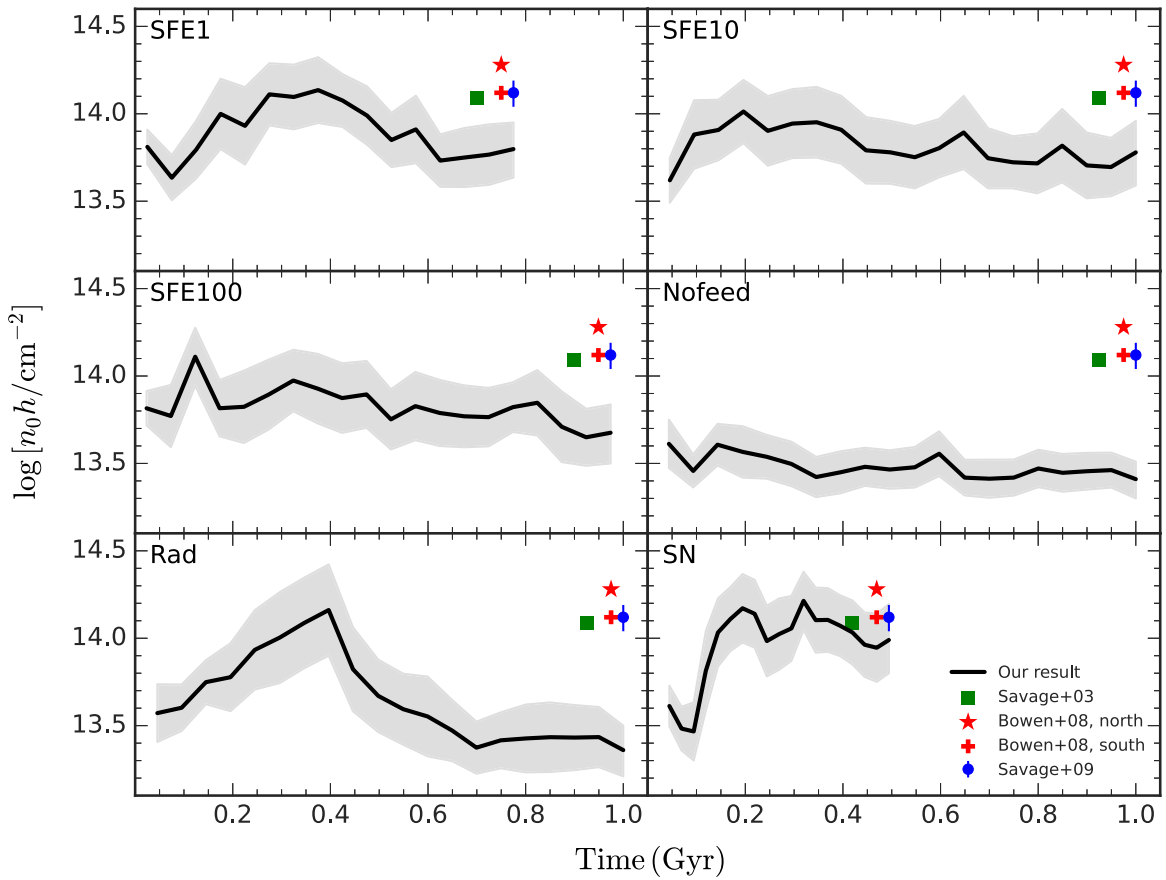 SFE1
SFE10
14.5
14.0
13.5
SFE100
Nofeed
14.5
14.0
13.5
log [n₀h/cm⁻²]
Rad
SN
14.5
14.0
13.5
Our result
Savage+03
Bowen+08, north
Bowen+08, south
Savage+09
0.2 0.4 0.6 0.8 1.0 0.2 0.4 0.6 0.8 1.0
Time (Gyr)